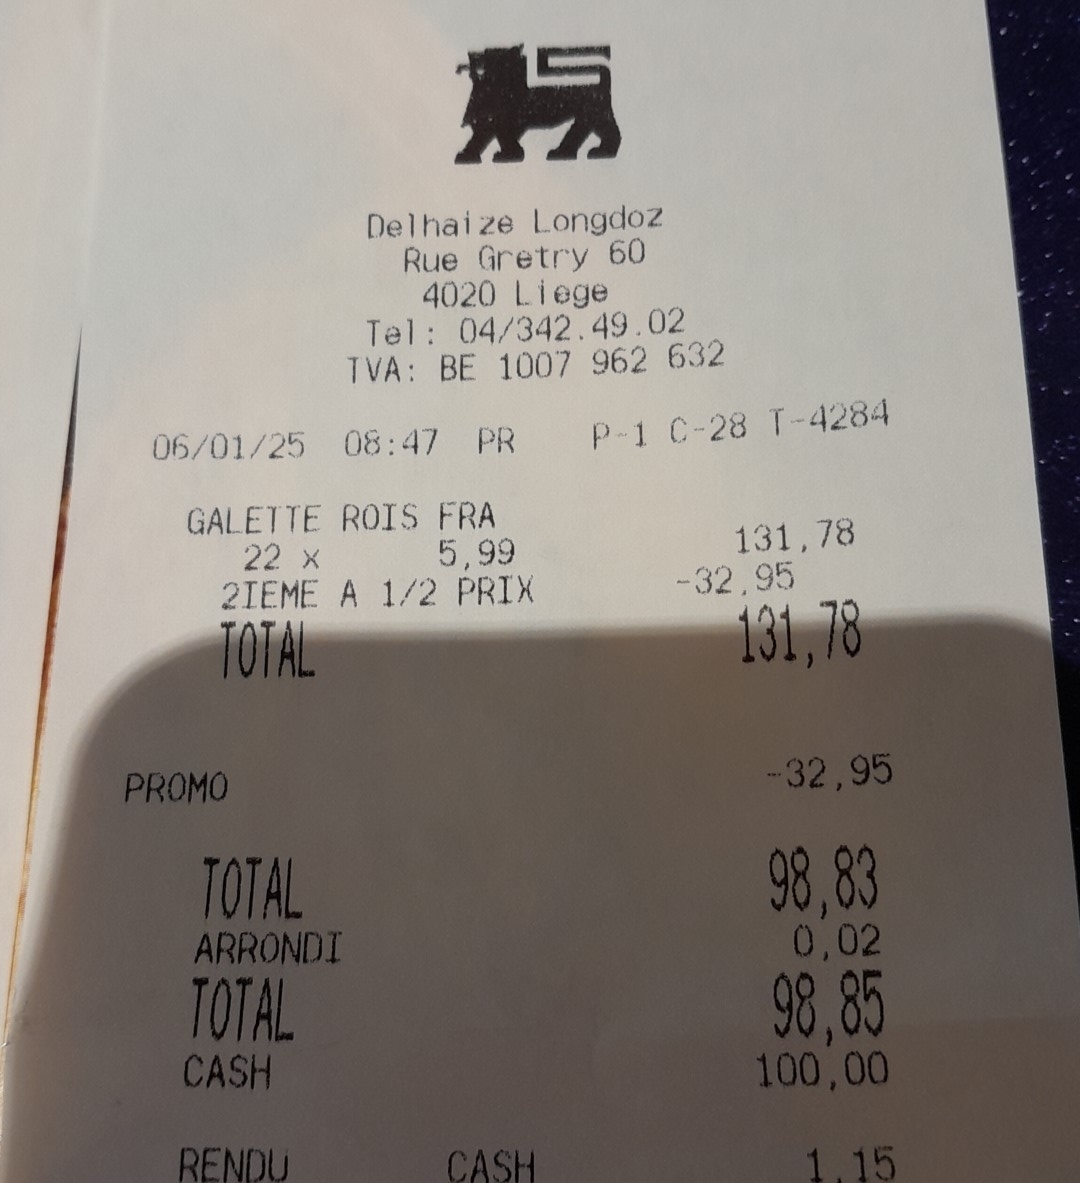 Delhaize Longdoz
Rue Gretry 60
4020 Liege
Tel: 04/342.49.02
TVA: BE 1007 962 632
06/01/25 08:47 PR P-1 C-28 T-4284
GALETTE ROIS FRA
22 x 5,99 131,78
2IEME A 1/2 PRIX -32,95
TOTAL 131,78
PROMO -32,95
TOTAL 98,83
ARRONDI 0,02
TOTAL 98,85
CASH 100,00
RENDU CASH 1,15